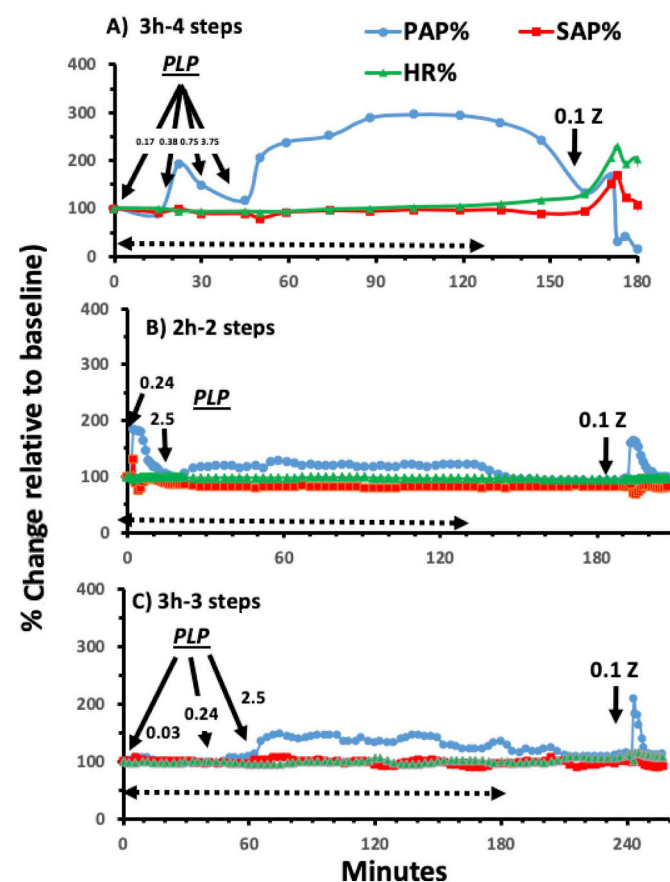 A) 3h-4 steps
PAP%
SAP%
HR%
PLP
0.17 0.38 0.75 3.75
0.1 Z
400
300
200
100
0
0 30 60 90 120 150 180
B) 2h-2 steps
0.24
2.5
PLP
0.1 Z
400
300
200
100
0
0 60 120 180
C) 3h-3 steps
PLP
0.03
0.24
2.5
0.1 Z
400
300
200
100
0
0 60 120 180 240
% Change relative to baseline
Minutes